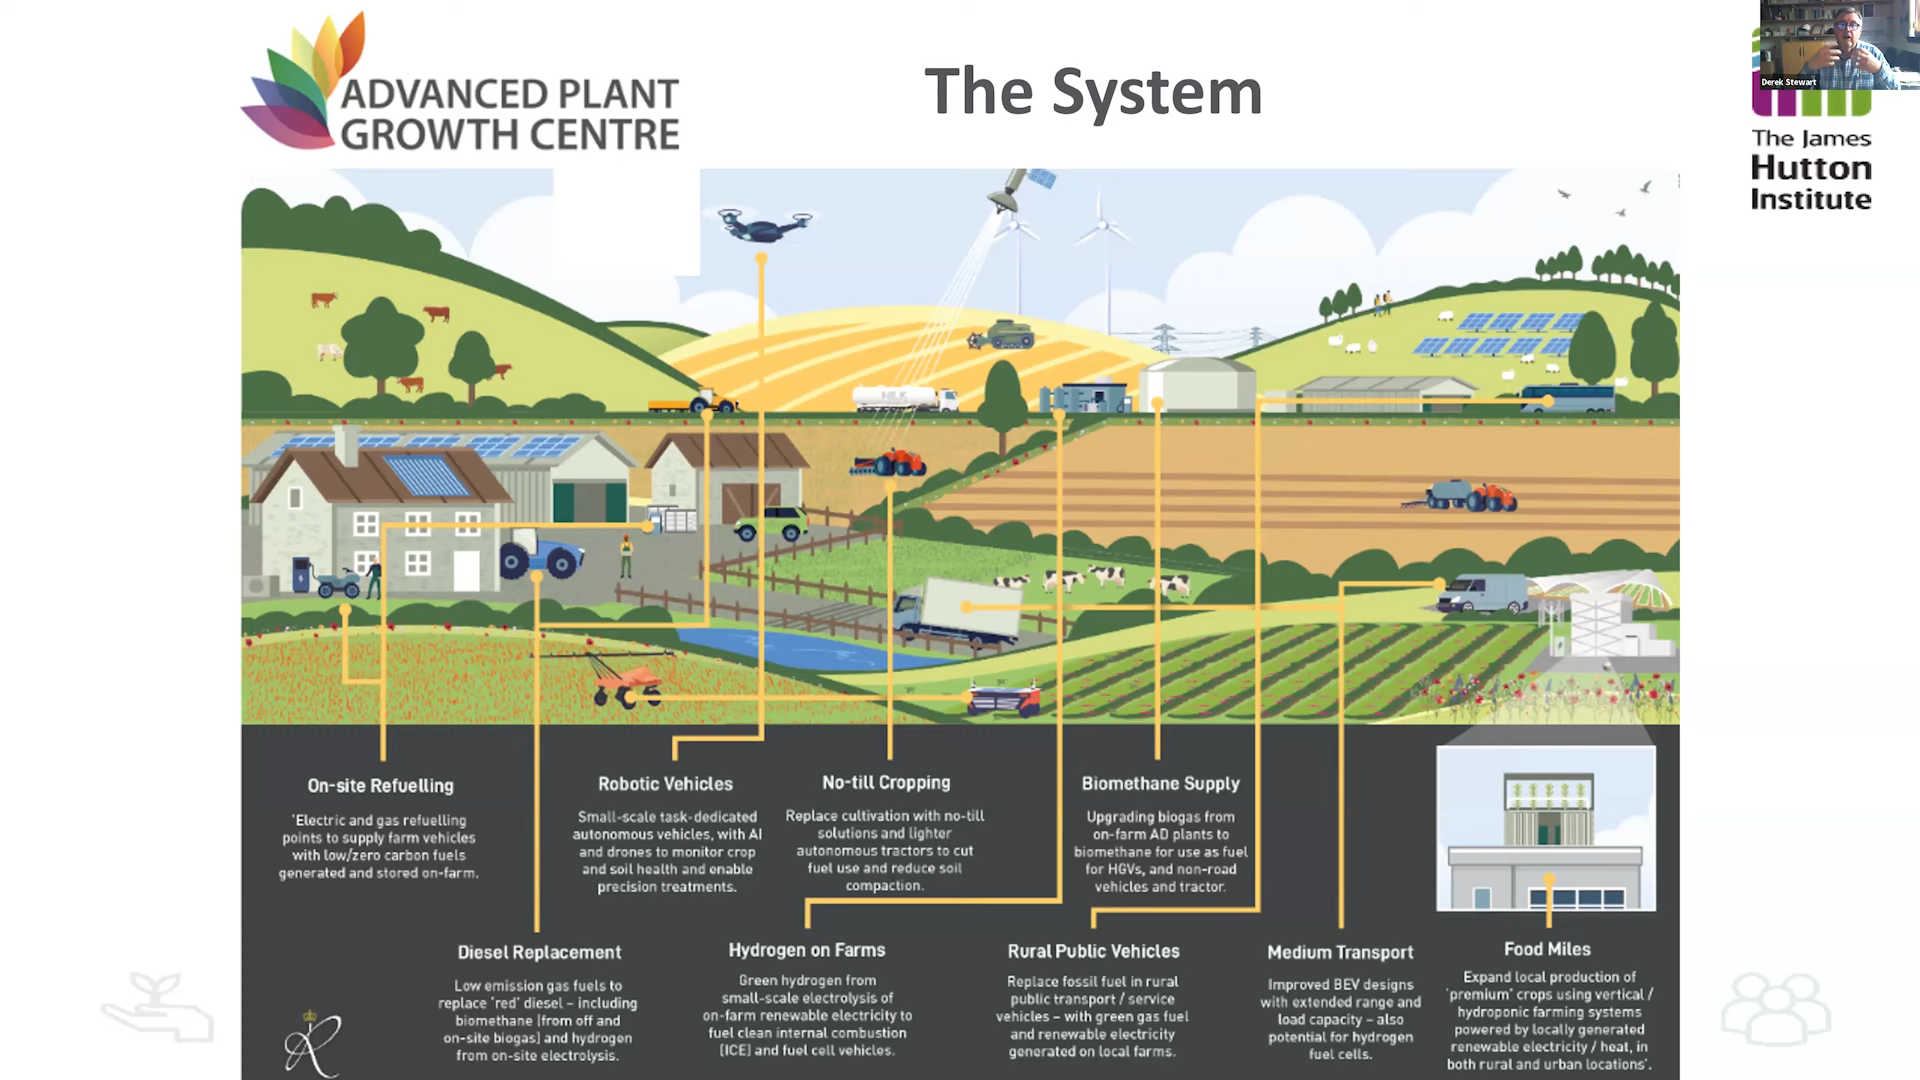 ADVANCED PLANT
GROWTH CENTRE
The System
Derek Stewart
The James
Hutton
Institute
MILK
On-site Refuelling
'Electric and gas refuelling
points to supply farm vehicles
with low/zero carbon fuels
generated and stored on-farm.
Robotic Vehicles
Small-scale task-dedicated
autonomous vehicles, with AI
and drones to monitor crop
and soil health and enable
precision treatments.
No-till Cropping
Replace cultivation with no-till
solutions and lighter
autonomous tractors to cut
fuel use and reduce soil
compaction.
Biomethane Supply
Upgrading biogas from
on-farm AD plants to
biomethane for use as fuel
for HGVs, and non-road
vehicles and tractor.
Diesel Replacement
Low emission gas fuels to
replace 'red' diesel – including
biomethane (from off and
on-site biogas) and hydrogen
from on-site electrolysis.
Hydrogen on Farms
Green hydrogen from
small-scale electrolysis of
on-farm renewable electricity to
fuel clean internal combustion
(ICE) and fuel cell vehicles.
Rural Public Vehicles
Replace fossil fuel in rural
public transport / service
vehicles – with green gas fuel
and renewable electricity
generated on local farms.
Medium Transport
Improved BEV designs
with extended range and
load capacity – also
potential for hydrogen
fuel cells.
Food Miles
Expand local production of
'premium' crops using vertical /
hydroponic farming systems
powered by locally generated
renewable electricity / heat, in
both rural and urban locations'.